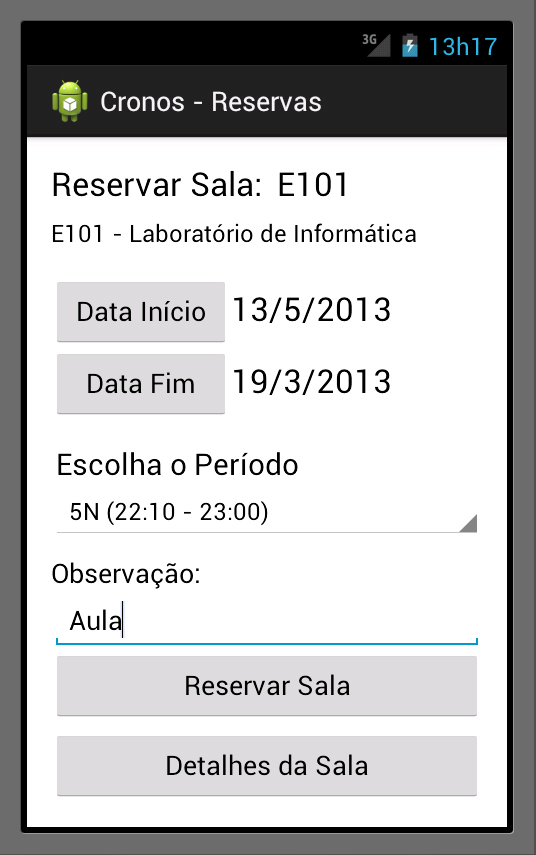 3G 13h17
Cronos - Reservas
Reservar Sala: E101
E101 - Laboratório de Informática
Data Início 13/5/2013
Data Fim 19/3/2013
Escolha o Período
5N (22:10 - 23:00)
Observação:
Aula
Reservar Sala
Detalhes da Sala